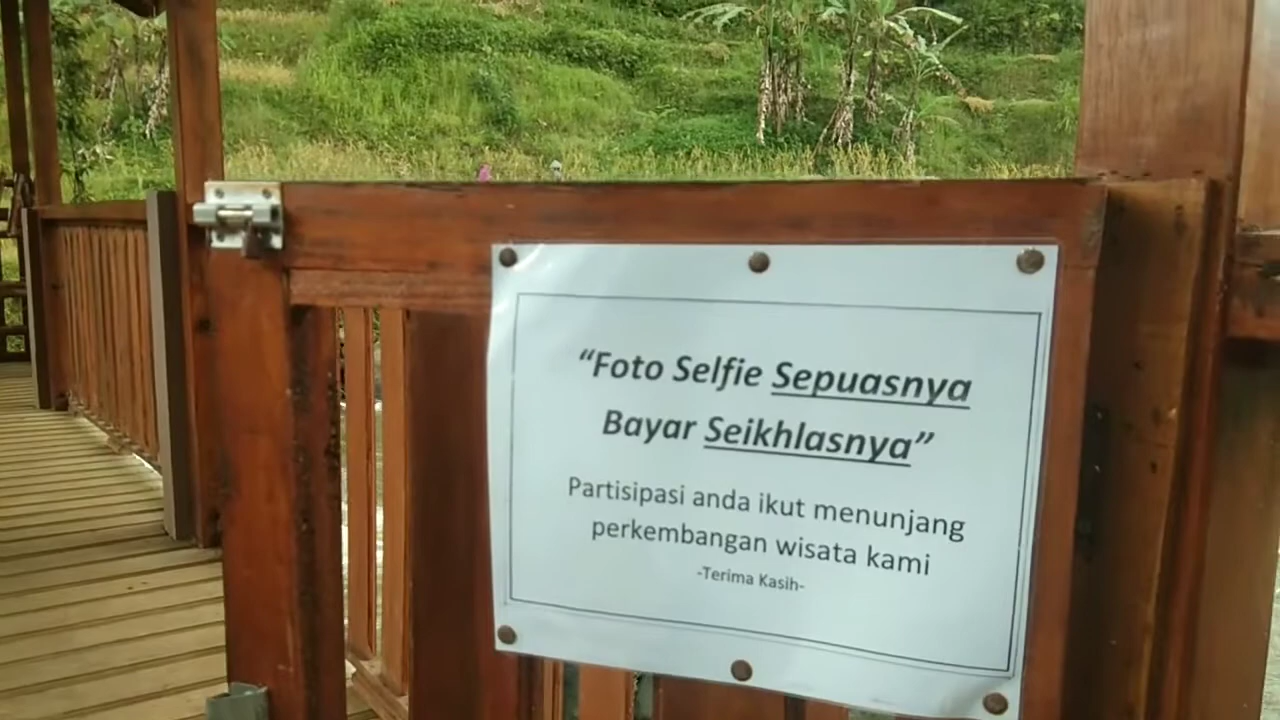 “Foto Selfie Sepuasnya
Bayar Seikhlasnya”
Partisipasi anda ikut menunjang
perkembangan wisata kami
-Terima Kasih-